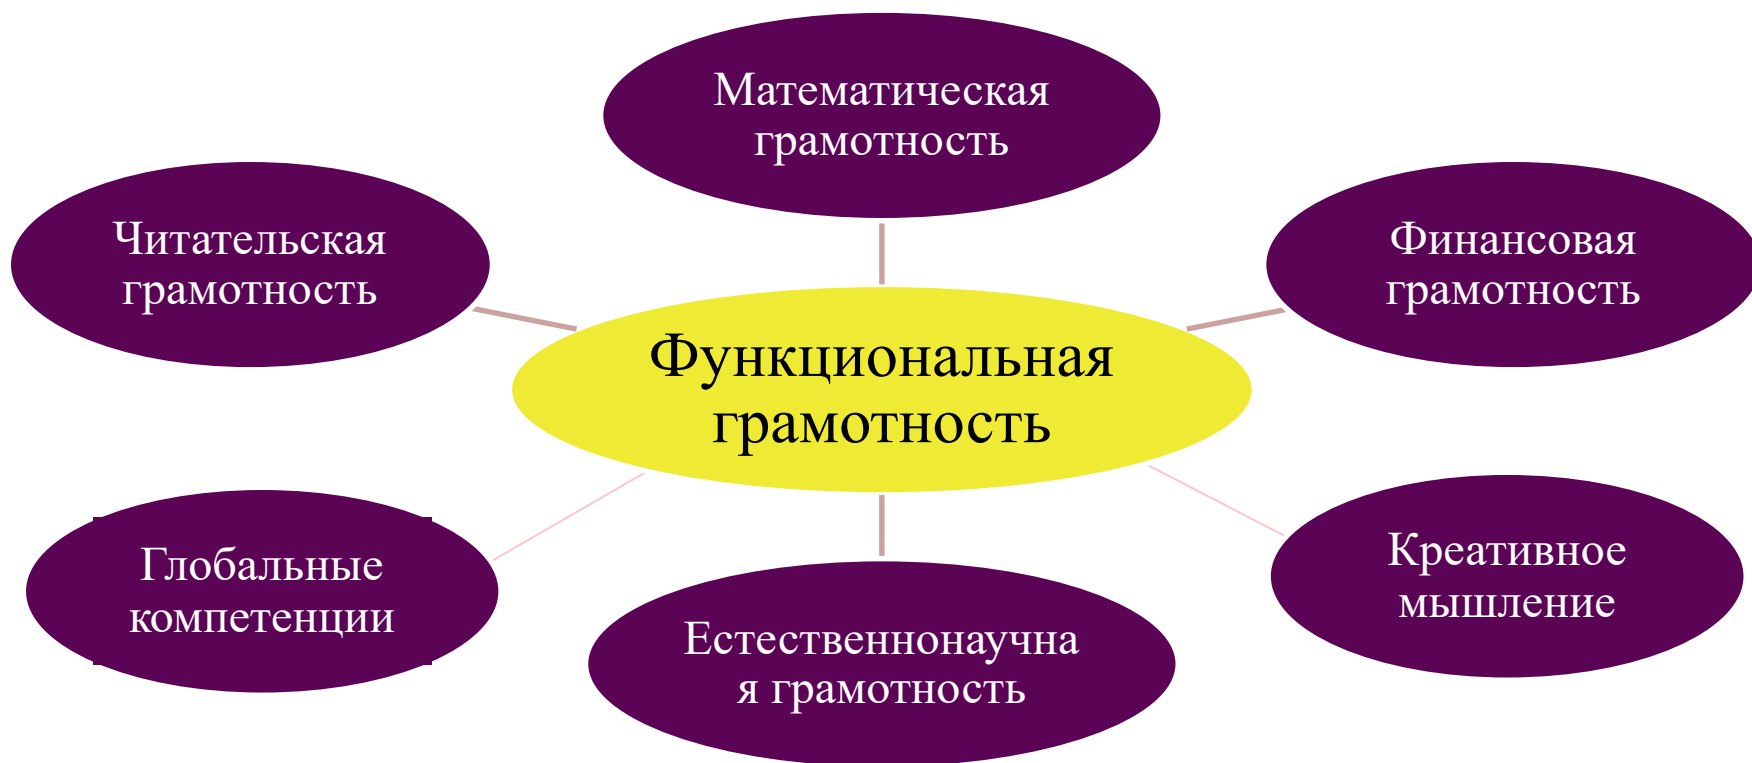 Математическая
грамотность
Читательская
грамотность
Финансовая
грамотность
Функциональная
грамотность
Глобальные
компетенции
Креативное
мышление
Естественнонаучна
я грамотность